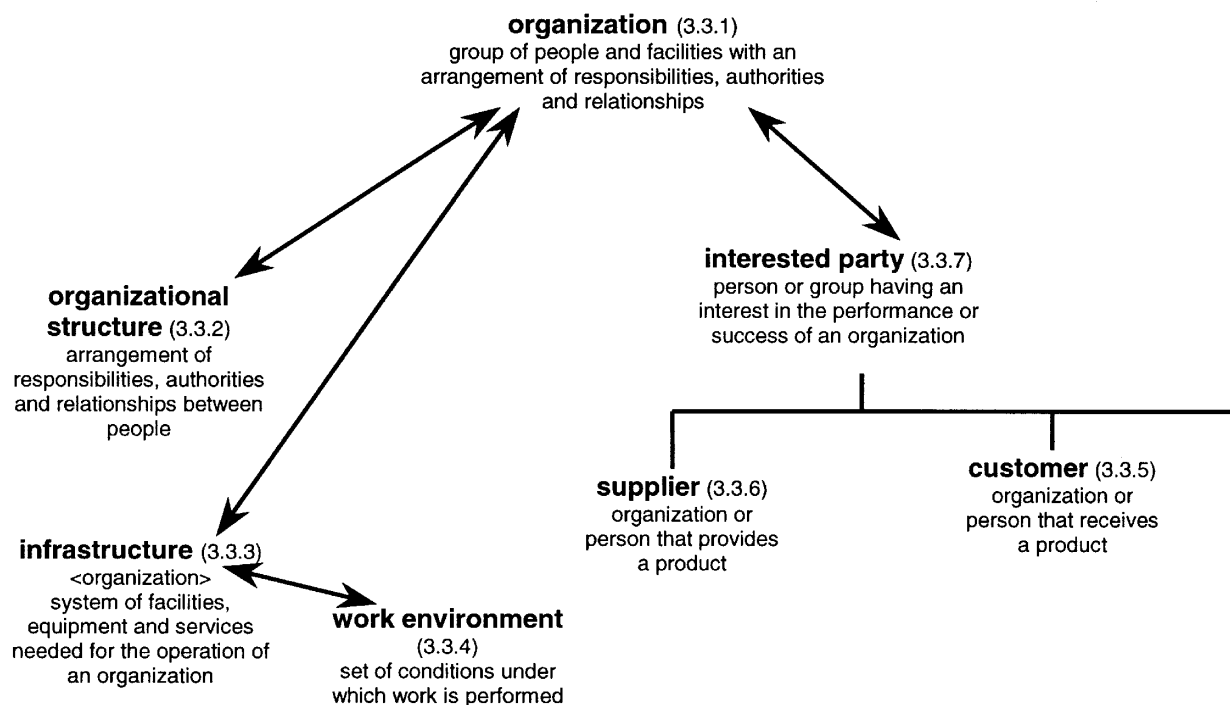 organization (3.3.1)
group of people and facilities with an
arrangement of responsibilities, authorities
and relationships
organizational
structure (3.3.2)
arrangement of
responsibilities, authorities
and relationships between
people
interested party (3.3.7)
person or group having an
interest in the performance or
success of an organization
supplier (3.3.6)
organization or
person that provides
a product
customer (3.3.5)
organization or
person that receives
a product
infrastructure (3.3.3)
<organization>
system of facilities,
equipment and services
needed for the operation of
an organization
work environment
(3.3.4)
set of conditions under
which work is performed